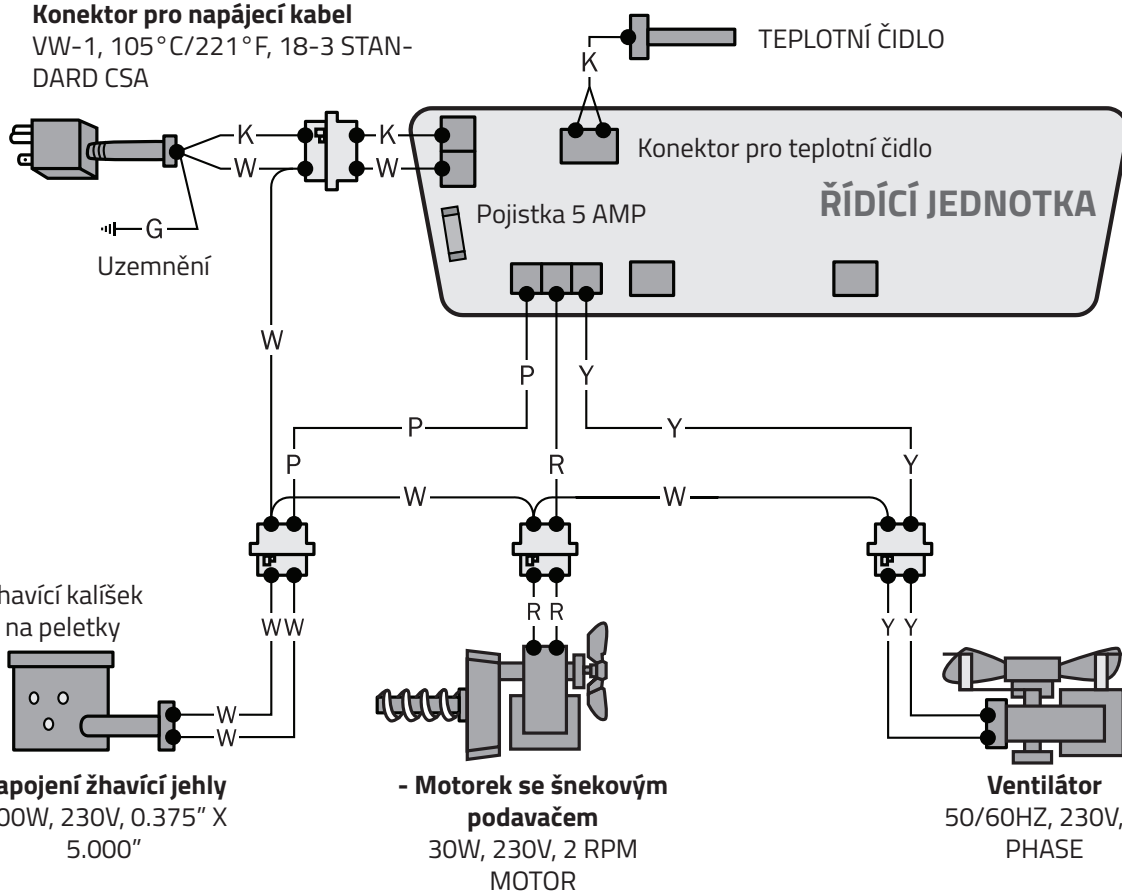 Konektor pro napájecí kabel
VW-1, 105°C/221°F, 18-3 STAN-
DARD CSA
TEPLOTNÍ ČIDLO
K
K
K
W
W
Konektor pro teplotní čidlo
ŘÍDÍCÍ JEDNOTKA
Pojistka 5 AMP
G
Uzemnění
W
P
Y
P
Y
P
R
Y
W
W
havící kalíšek
na peletky
W W
R R
Y Y
W
W
apojení žhavící jehly
00W, 230V, 0.375” X
5.000”
- Motorek se šnekovým
podavačem
30W, 230V, 2 RPM
MOTOR
Ventilátor
50/60HZ, 230V,
PHASE